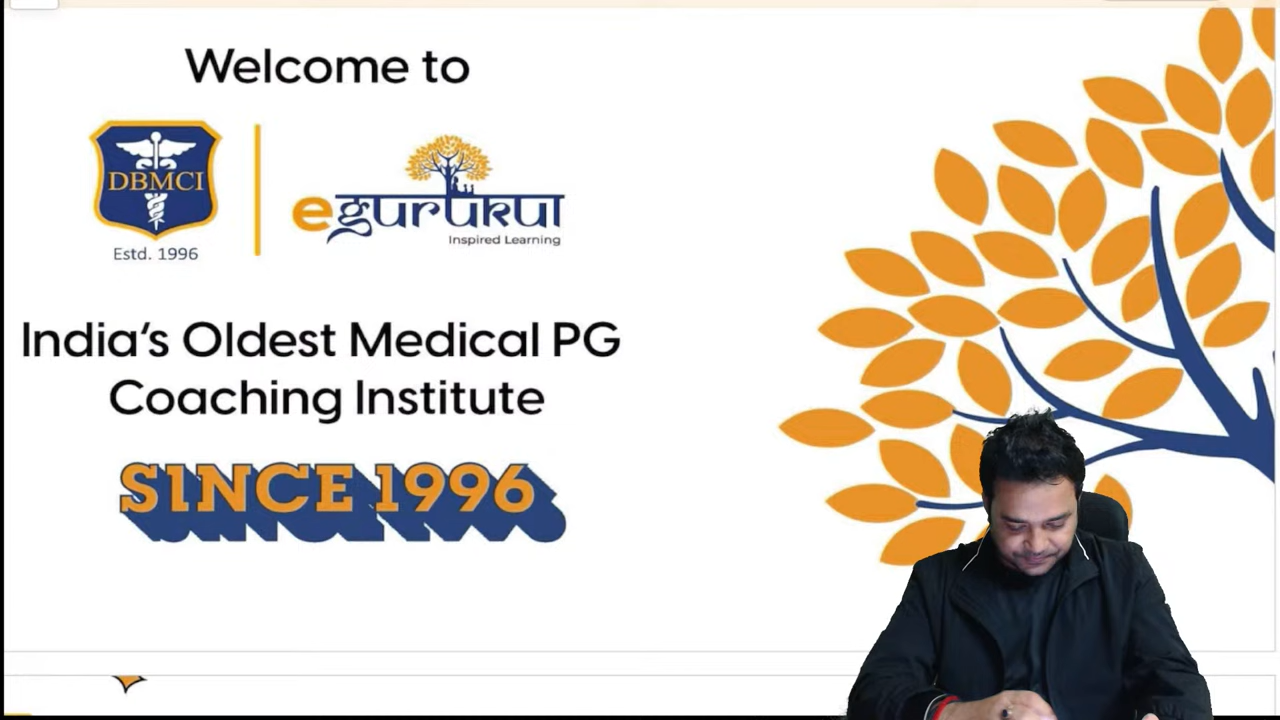 Welcome to
DBMCI
Estd. 1996
egurukul
Inspired Learning
India's Oldest Medical PG
Coaching Institute
SINCE 1996